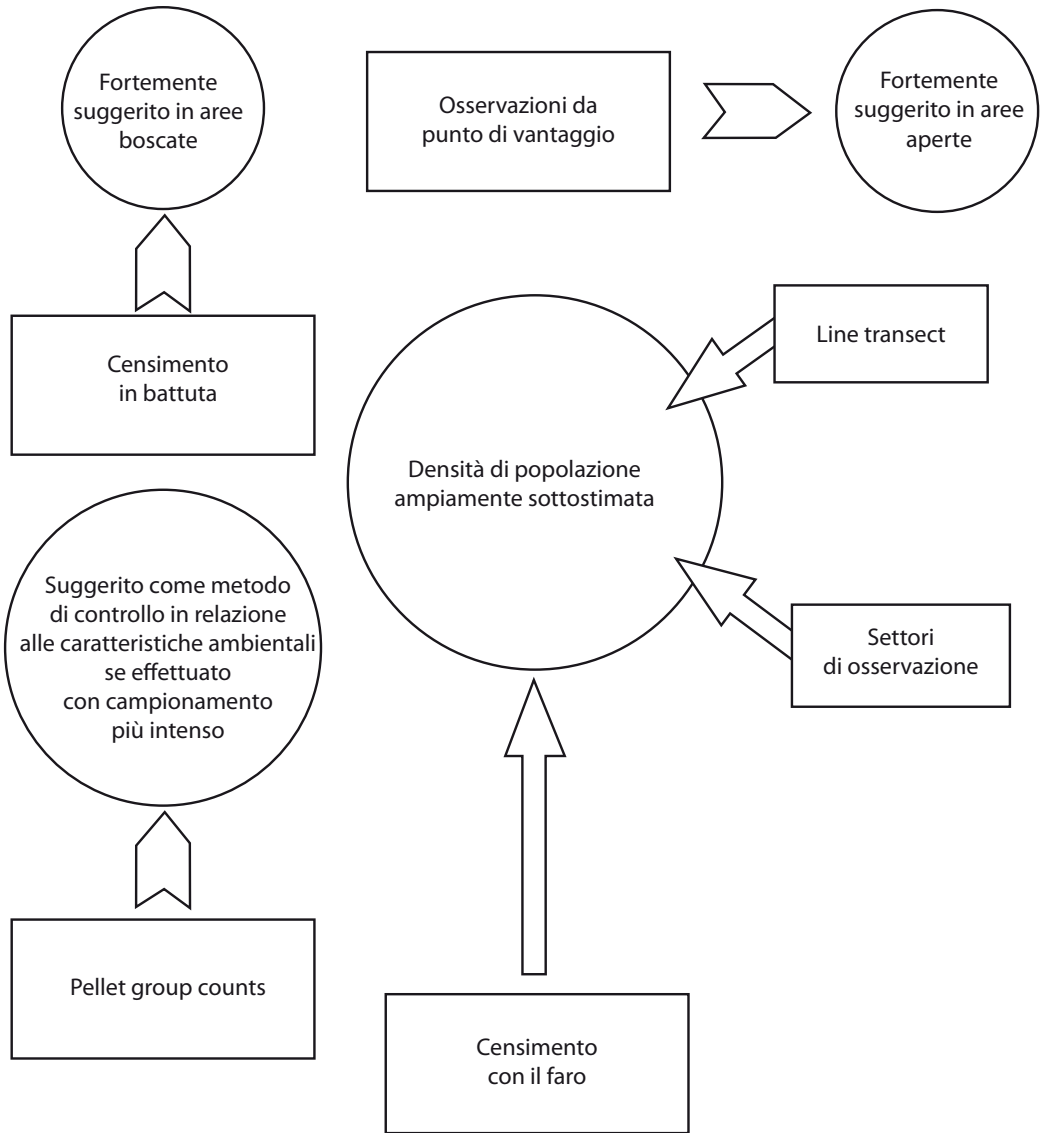 Fortemente
suggerito in aree
boscate
Osservazioni da
punto di vantaggio
Fortemente
suggerito in aree
aperte
Censimento
in battuta
Line transect
Densità di popolazione
ampiamente sottostimata
Suggerito come metodo
di controllo in relazione
alle caratteristiche ambientali
se effettuato
con campionamento
più intenso
Settori
di osservazione
Pellet group counts
Censimento
con il faro